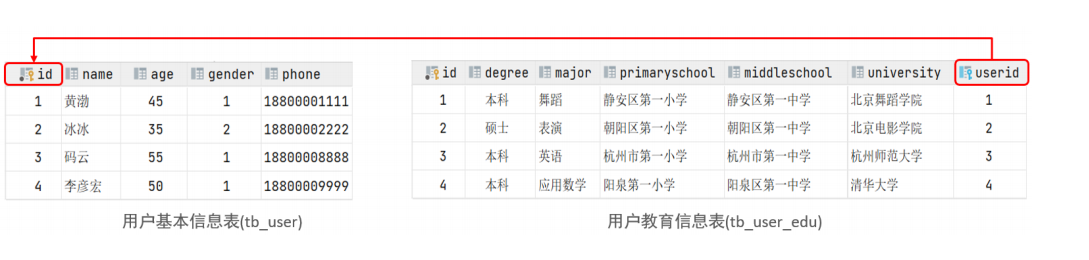 id name age gender phone
1 黄渤 45 1 18800001111
2 冰冰 35 2 18800002222
3 码云 55 1 18800008888
4 李彦宏 50 1 18800009999
用户基本信息表(tb_user)
id degree major primaryschool middleschool university userid
1 本科 舞蹈 静安区第一小学 静安区第一中学 北京舞蹈学院 1
2 硕士 表演 朝阳区第一小学 朝阳区第一中学 北京电影学院 2
3 本科 英语 杭州市第一小学 杭州市第一中学 杭州师范大学 3
4 本科 应用数学 阳泉第一小学 阳泉区第一中学 清华大学 4
用户教育信息表(tb_user_edu)